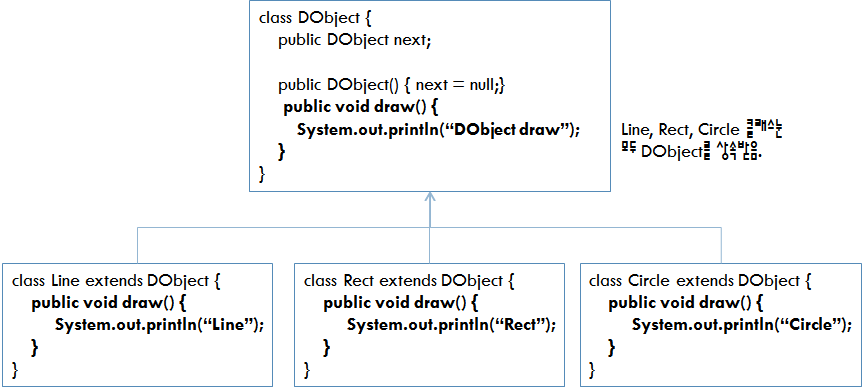 class DObject {
public DObject next;
public DObject() { next = null;}
public void draw() {
System.out.println(“DObject draw”);
}
}
Line, Rect, Circle 클래스는
모두 DObject를 상속받음.
class Line extends DObject {
public void draw() {
System.out.println(“Line”);
}
}
class Rect extends DObject {
public void draw() {
System.out.println(“Rect”);
}
}
class Circle extends DObject {
public void draw() {
System.out.println(“Circle”);
}
}